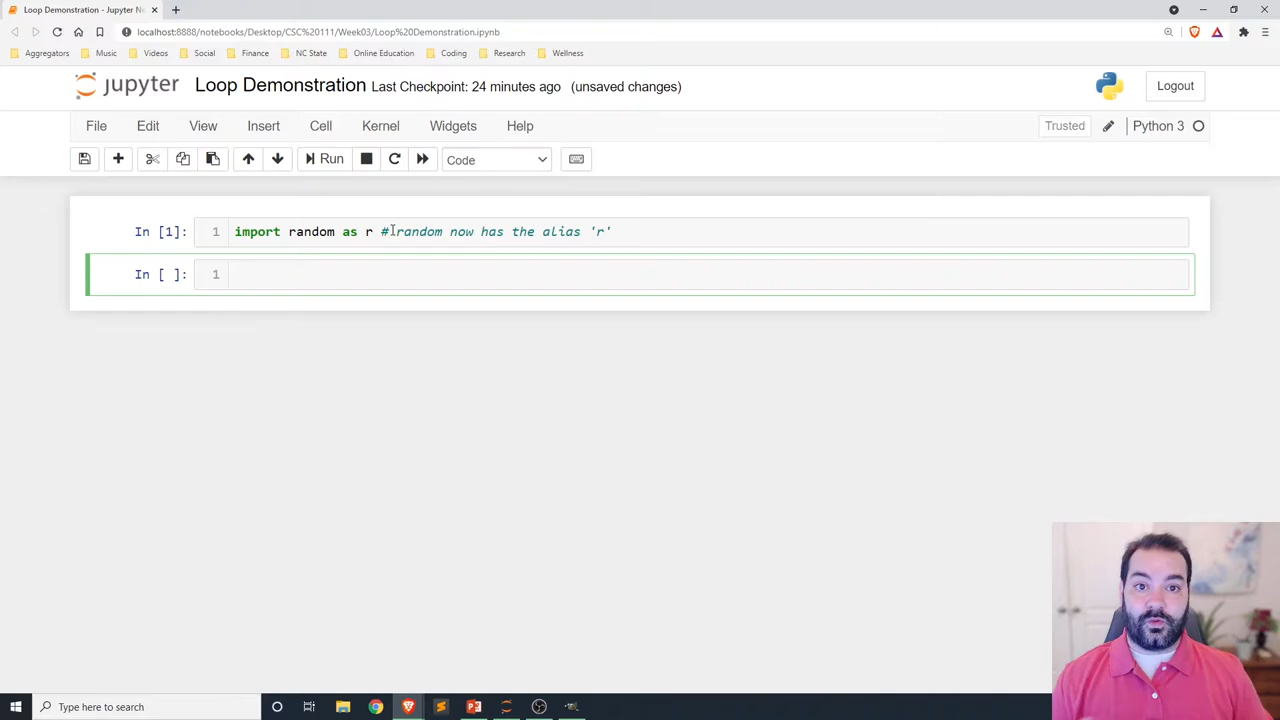 Loop Demonstration - Jupyter No
localhost:8888/notebooks/Desktop/CSC%20111/Week03/Loop%20Demonstration.ipynb
Aggregators Music Videos Social Finance NC State Online Education Coding Research Wellness
jupyter Loop Demonstration Last Checkpoint: 24 minutes ago (unsaved changes) Logout
File Edit View Insert Cell Kernel Widgets Help Trusted Python 3
Run Code
In [1]: 1 import random as r # random now has the alias 'r'
In [ ]: 1
Type here to search